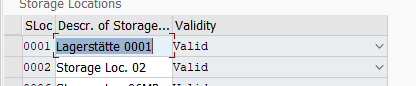 Storage Locations
SLoc Descr. of Storage... Validity
0001 Lagerstätte 0001 Valid
0002 Storage Loc. 02 Valid